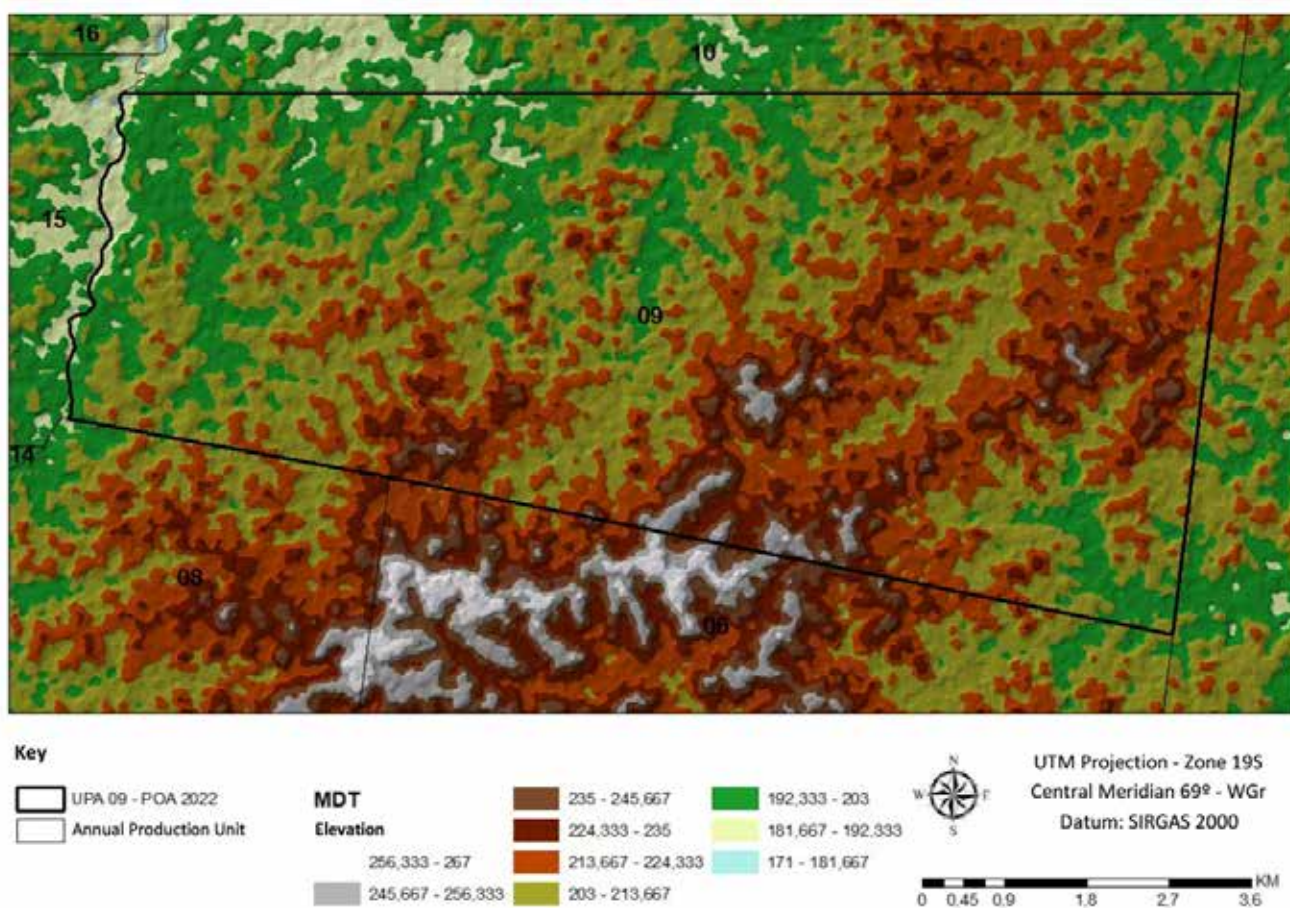 16
10
15
09
14
08
06
Key
UPA 09 - POA 2022
Annual Production Unit
MDT
Elevation
256,333 - 267
245,667 - 256,333
235 - 245,667
224,333 - 235
213,667 - 224,333
203 - 213,667
192,333 - 203
181,667 - 192,333
171 - 181,667
N
W
E
S
UTM Projection - Zone 19S
Central Meridian 69º - WGr
Datum: SIRGAS 2000
KM
0 0,45 0,9 1,8 2,7 3,6